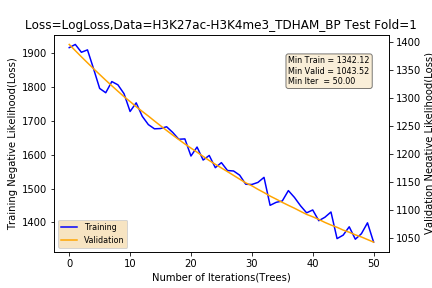 Loss=LogLoss,Data=H3K27ac-H3K4me3_TDHAM_BP Test Fold=1
Training Negative Likelihood(Loss)
1900
1800
1700
1600
1500
1400
Min Train = 1342.12
Min Valid = 1043.52
Min Iter  = 50.00
Training
Validation
1400
1350
1300
1250
1200
1150
1100
1050
Validation Negative Likelihood(Loss)
0
10
20
30
40
50
Number of Iterations(Trees)